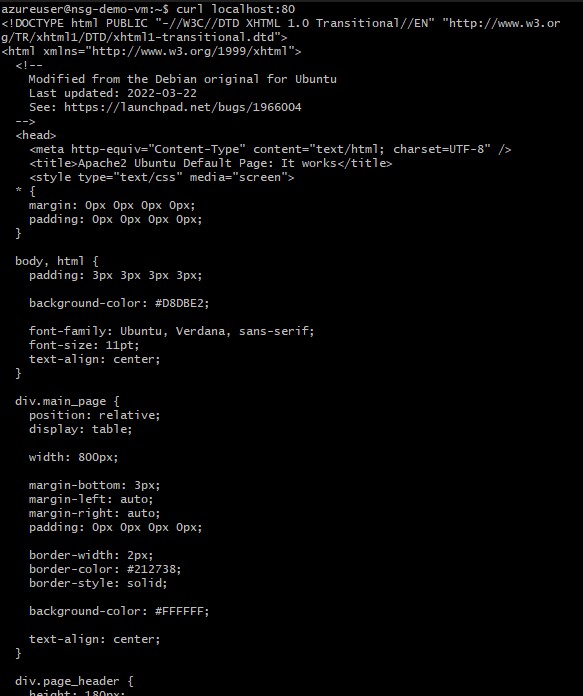 azureuser@nsg-demo-vm:~$ curl localhost:80
<!DOCTYPE html PUBLIC "-//W3C//DTD XHTML 1.0 Transitional//EN" "http://www.w3.or
g/TR/xhtml1/DTD/xhtml1-transitional.dtd">
<html xmlns="http://www.w3.org/1999/xhtml">
  <!--
    Modified from the Debian original for Ubuntu
    Last updated: 2022-03-22
    See: https://launchpad.net/bugs/1966004
  -->
  <head>
    <meta http-equiv="Content-Type" content="text/html; charset=UTF-8" />
    <title>Apache2 Ubuntu Default Page: It works</title>
    <style type="text/css" media="screen">
  * {
    margin: 0px 0px 0px 0px;
    padding: 0px 0px 0px 0px;
  }

  body, html {
    padding: 3px 3px 3px 3px;

    background-color: #D8DBE2;

    font-family: Ubuntu, Verdana, sans-serif;
    font-size: 11pt;
    text-align: center;
  }

  div.main_page {
    position: relative;
    display: table;

    width: 800px;

    margin-bottom: 3px;
    margin-left: auto;
    margin-right: auto;
    padding: 0px 0px 0px 0px;

    border-width: 2px;
    border-color: #212738;
    border-style: solid;

    background-color: #FFFFFF;

    text-align: center;
  }

  div.page_header {
    height: 180px;